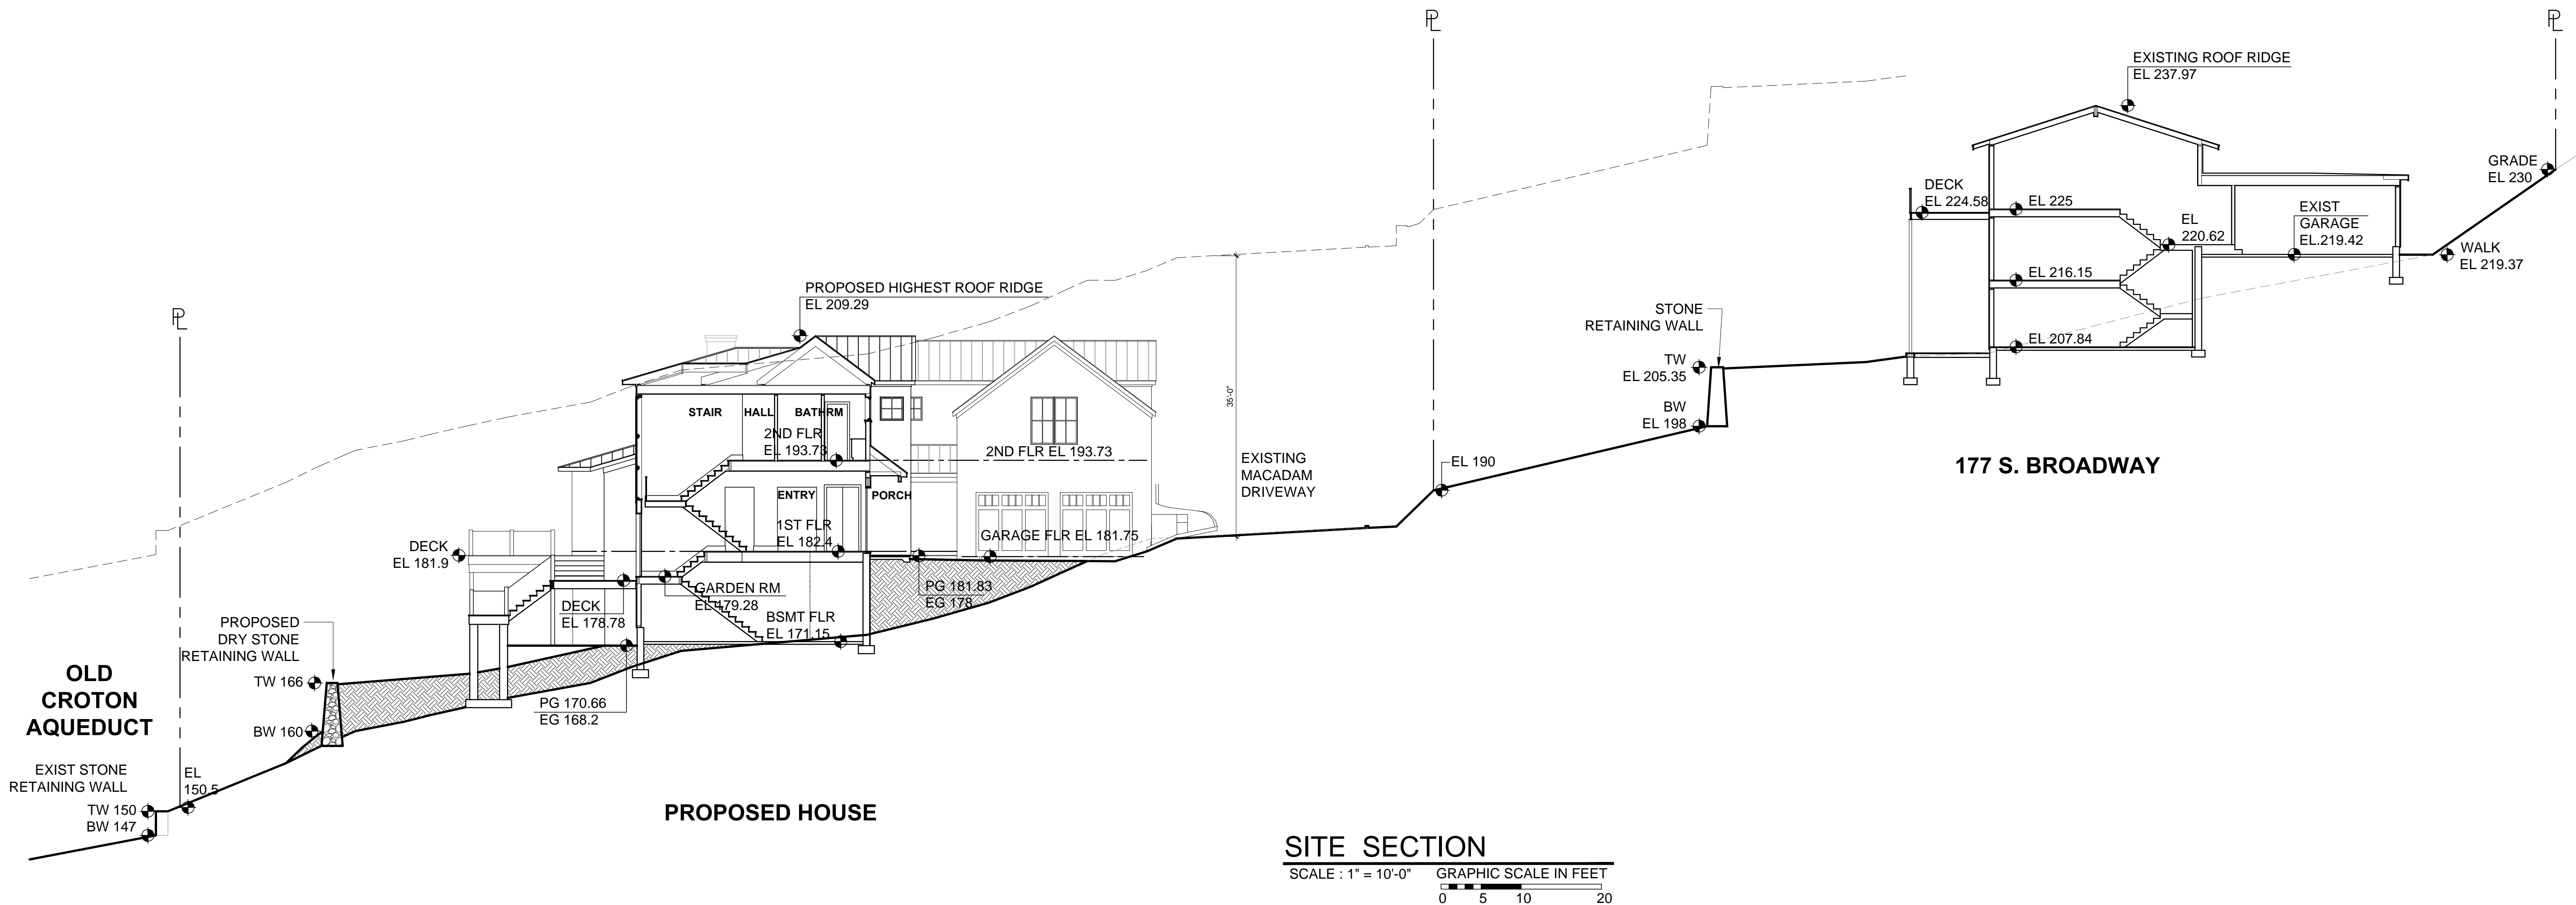 PL
PL
PL
EXISTING ROOF RIDGE
EL 237.97
GRADE
EL 230
DECK
EL 224.58
EL 225
EL
220.62
EXIST
GARAGE
EL.219.42
WALK
EL 219.37
EL 216.15
EL 207.84
STONE
RETAINING WALL
TW
EL 205.35
BW
EL 198
177 S. BROADWAY
EL 190
PROPOSED HIGHEST ROOF RIDGE
EL 209.29
35'-0"
STAIR
HALL
BATHRM
2ND FLR
EL 193.73
2ND FLR EL 193.73
EXISTING
MACADAM
DRIVEWAY
ENTRY
PORCH
1ST FLR
EL 182.4
GARAGE FLR EL 181.75
DECK
EL 181.9
GARDEN RM
EL 179.28
PG 181.83
EG 178
DECK
EL 178.78
BSMT FLR
EL 171.15
PROPOSED
DRY STONE
RETAINING WALL
TW 166
BW 160
PG 170.66
EG 168.2
OLD
CROTON
AQUEDUCT
EXIST STONE
RETAINING WALL
EL
150.5
TW 150
BW 147
PROPOSED HOUSE
SITE SECTION
SCALE : 1" = 10'-0"
GRAPHIC SCALE IN FEET
0 5 10 20